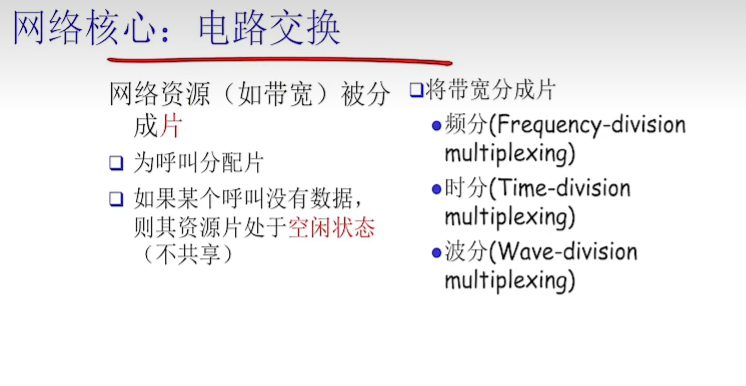 网络核心：电路交换
网络资源（如带宽）被分
成片
为呼叫分配片
如果某个呼叫没有数据，
则其资源片处于空闲状态
（不共享）
将带宽分成片
频分(Frequency-division
multiplexing)
时分(Time-division
multiplexing)
波分(Wave-division
multiplexing)